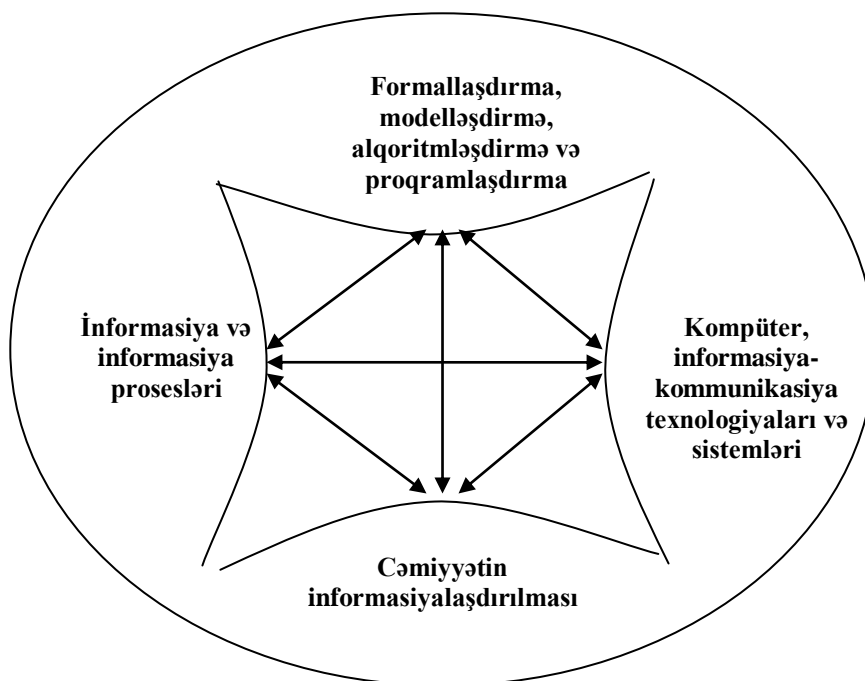 Formallaşdırma,
modelləşdirmə,
alqoritmləşdirmə və
proqramlaşdırma
İnformasiya və
informasiya
prosesləri
Kompüter,
informasiya-
kommunikasiya
texnologiyaları və
sistemləri
Cəmiyyətin
informasiyalaşdırılması